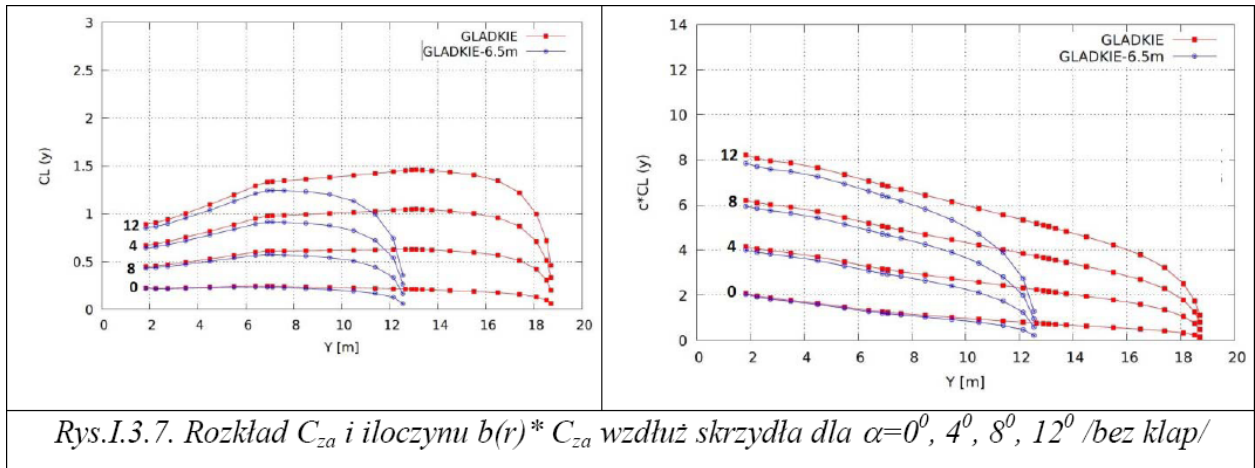 3
2.5
2
1.5
1
0.5
0
CL (y)
GLADKIE
GLADKIE-6.5m
12
4
8
0
0 2 4 6 8 10 12 14 16 18 20
Y [m]
14
12
10
8
6
4
2
0
c*CL (y)
GLADKIE
GLADKIE-6.5m
12
8
4
0
0 2 4 6 8 10 12 14 16 18 20
Y [m]
Rys.I.3.7. Rozkład Cza i iloczynu b(r)* Cza wzdłuż skrzydła dla α=0⁰, 4⁰, 8⁰, 12⁰ /bez klap/